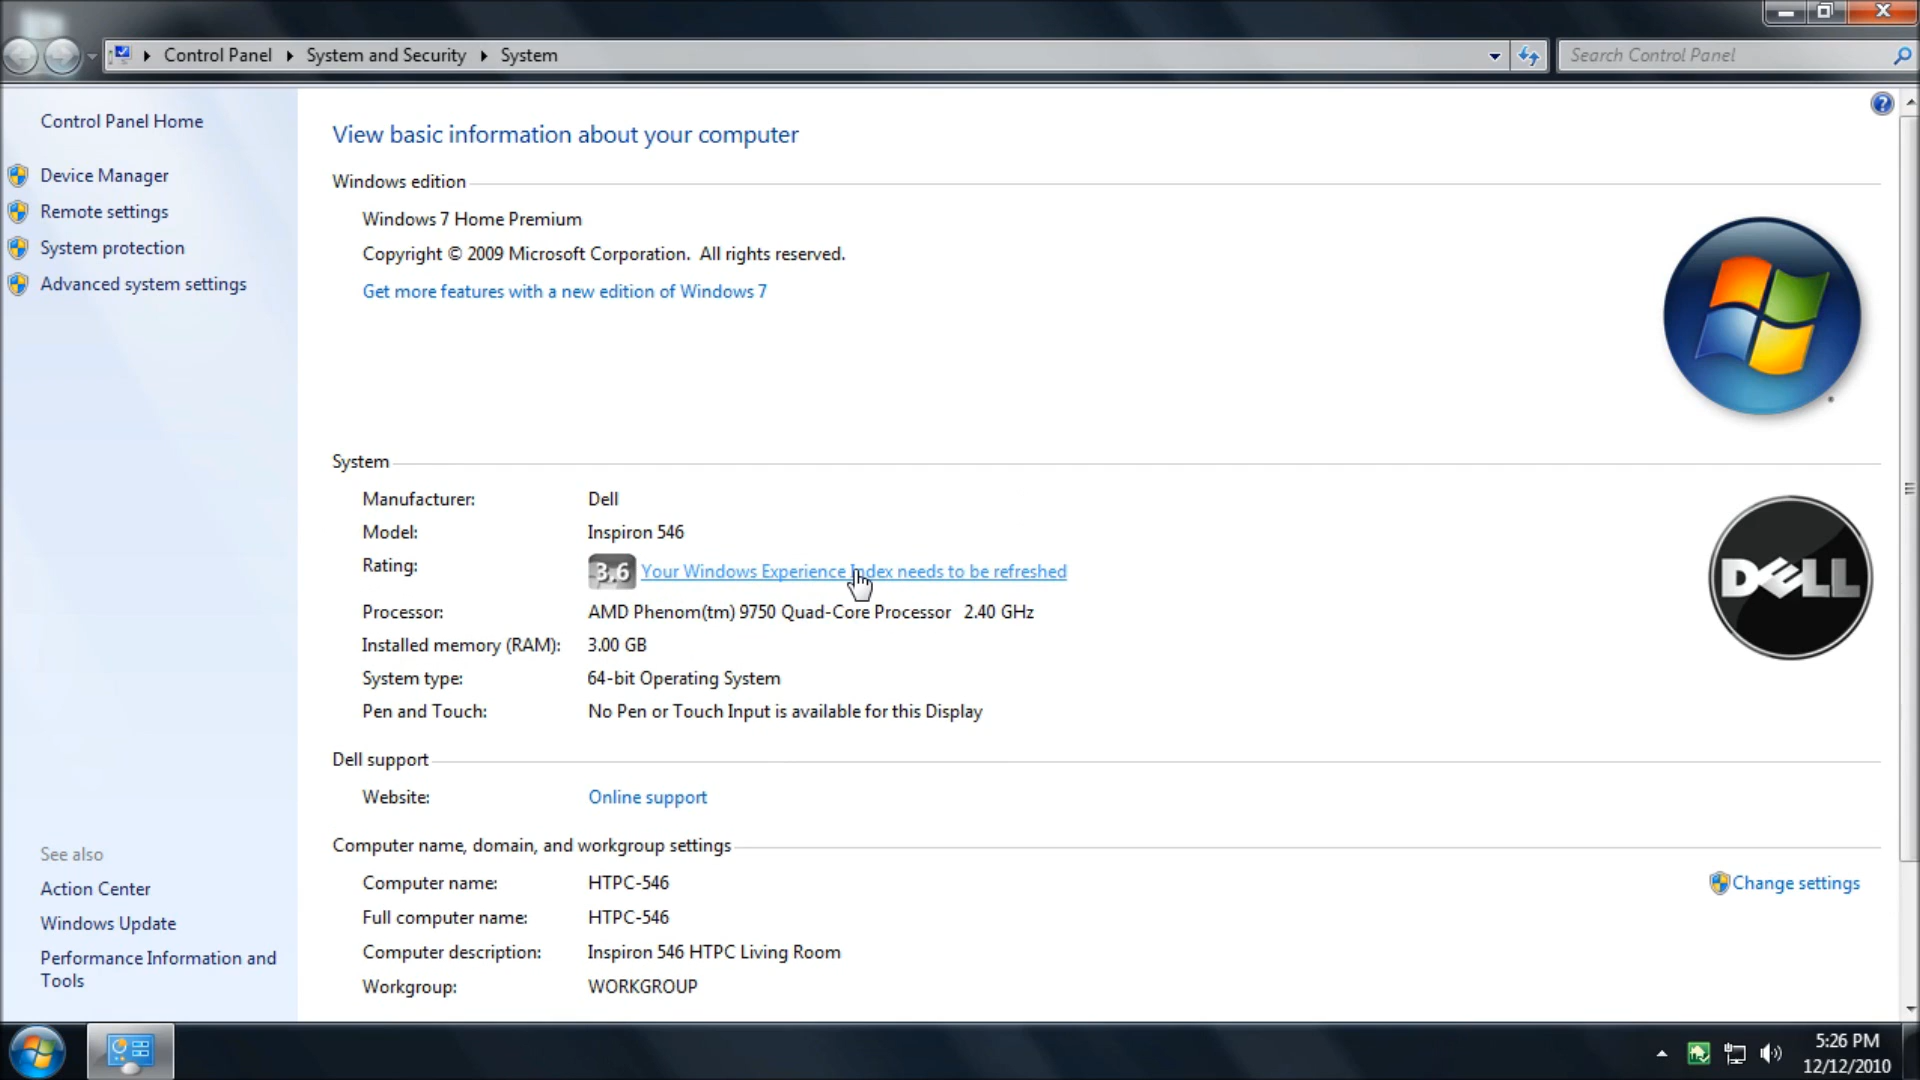 Control Panel
System and Security
System
Search Control Panel
Control Panel Home
Device Manager
Remote settings
System protection
Advanced system settings
View basic information about your computer
Windows edition
Windows 7 Home Premium
Copyright © 2009 Microsoft Corporation. All rights reserved.
Get more features with a new edition of Windows 7
System
Manufacturer: Dell
Model: Inspiron 546
Rating: 3.6 Your Windows Experience Index needs to be refreshed
Processor: AMD Phenom(tm) 9750 Quad-Core Processor 2.40 GHz
Installed memory (RAM): 3.00 GB
System type: 64-bit Operating System
Pen and Touch: No Pen or Touch Input is available for this Display
DELL
Dell support
Website: Online support
Computer name, domain, and workgroup settings
Computer name: HTPC-546
Change settings
Full computer name: HTPC-546
Computer description: Inspiron 546 HTPC Living Room
Workgroup: WORKGROUP
See also
Action Center
Windows Update
Performance Information and
Tools
5:26 PM
12/12/2010